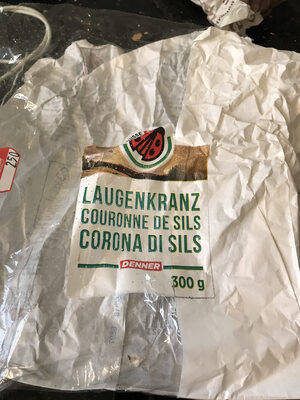 LAUGENKRANZ
COURONNE DE SILS
CORONA DI SILS
DENNER
300 g